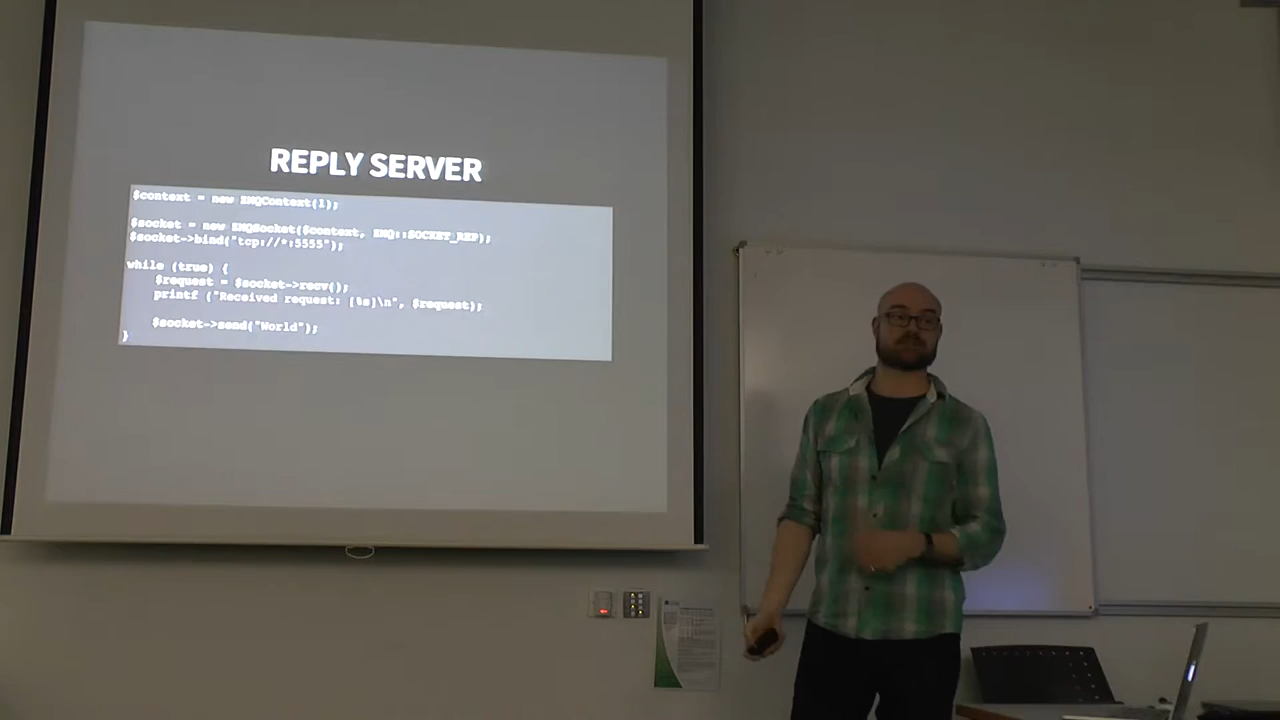 REPLY SERVER
$context = new ZMQContext(1);
$socket = new ZMQSocket($context, ZMQ::SOCKET_REP);
$socket->bind("tcp://*:5555");
while (true) {
$request = $socket->recv();
printf ("Received request: [%s]\n", $request);
$socket->send("World");
}